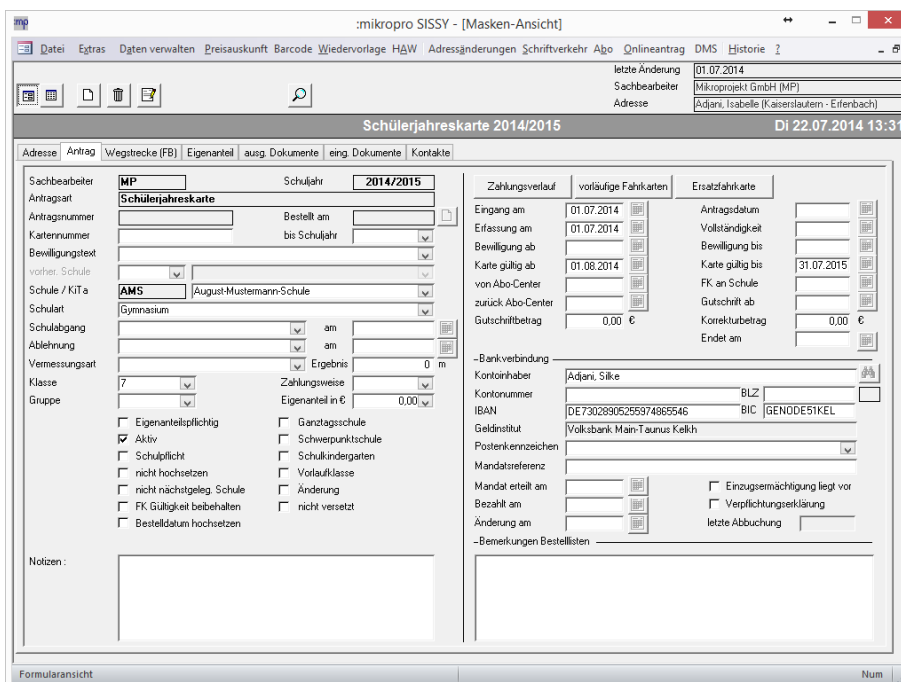 :mp :mikropro SISSY - [Masken-Ansicht]
Datei Extras Daten verwalten Preisauskunft Barcode Wiedervorlage HAW Adressänderungen Schriftverkehr Abo Onlineantrag DMS Historie ?
letzte Änderung 01.07.2014
Sachbearbeiter Mikroprojekt GmbH (MP)
Adresse Adjani, Isabelle (Kaiserslautern - Erfenbach)
Schülerjahreskarte 2014/2015 Di 22.07.2014 13:31
Adresse Antrag Wegstrecke (FB) Eigenanteil ausg. Dokumente eing. Dokumente Kontakte
Sachbearbeiter MP Schuljahr 2014/2015
Antragsart Schülerjahreskarte
Antragsnummer Bestellt am
Kartennummer bis Schuljahr
Bewilligungstext
vorher. Schule
Schule / KiTa AMS August-Mustermann-Schule
Schulart Gymnasium
Schulabgang am
Ablehnung am
Vermessungsart Ergebnis 0 m
Klasse 7 Zahlungsweise
Gruppe Eigenanteil in € 0,00
Eigenanteilspflichtig Ganztagsschule
Aktiv Schwerpunktschule
Schulpflicht Schulkindergarten
nicht hochsetzen Vorlaufklasse
nicht nächstgeleg. Schule Änderung
FK Gültigkeit beibehalten nicht versetzt
Bestelldatum hochsetzen
Notizen :
Zahlungsverlauf vorläufige Fahrkarten Ersatzfahrkarte
Eingang am 01.07.2014 Antragsdatum
Erfassung am 01.07.2014 Vollständigkeit
Bewilligung ab Bewilligung bis
Karte gültig ab 01.08.2014 Karte gültig bis 31.07.2015
von Abo-Center FK an Schule
zurück Abo-Center Gutschrift ab
Gutschriftbetrag 0,00 € Korrekturbetrag 0,00 €
Endet am
-Bankverbindung
Kontoinhaber Adjani, Silke
Kontonummer BLZ
IBAN DE73028905255974865546 BIC GENODE51KEL
Geldinstitut Volksbank Main-Taunus Kelkh
Postenkennzeichen
Mandatsreferenz
Mandat erteilt am Einzugsermächtigung liegt vor
Bezahlt am Verpflichtungserklärung
Änderung am letzte Abbuchung
-Bemerkungen Bestelllisten
Formularansicht Num